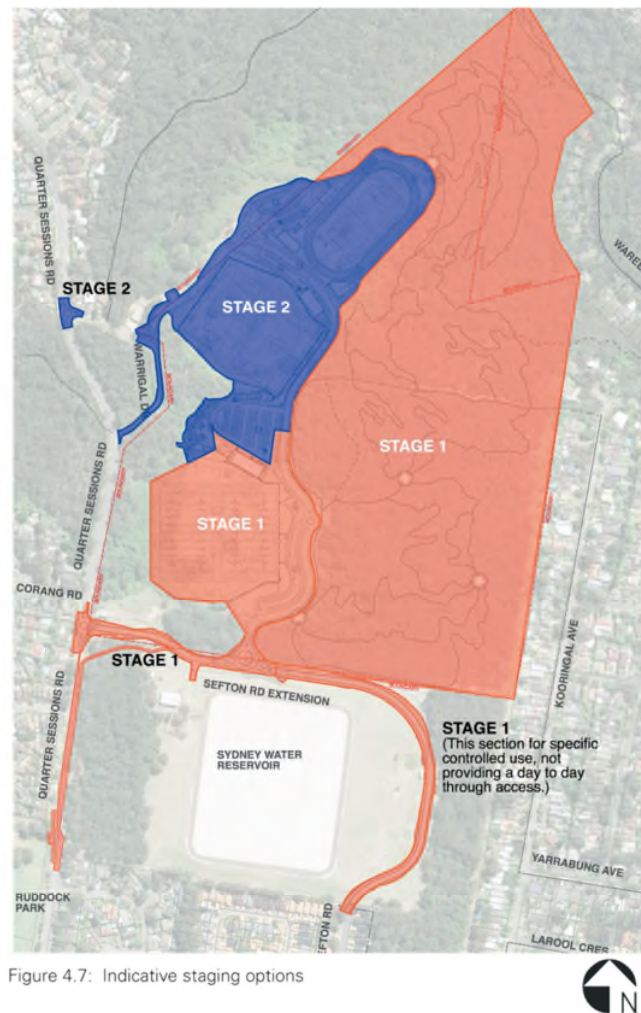 QUARTER SESSIONS RD
STAGE 2
WARRIGAL D
STAGE 2
STAGE 1
QUARTER SESSIONS RD
STAGE 1
CORANG RD
STAGE 1
SEFTON RD EXTENSION
KOORINGAL AVE
QUARTER SESSIONS RD
STAGE 1
(This section for specific
controlled use, not
providing a day to day
through access.)
SYDNEY WATER
RESERVOIR
YARRABUNG AVE
RUDDOCK
PARK
EFTON RD
LAROOL CRES
Figure 4.7: Indicative staging options
N